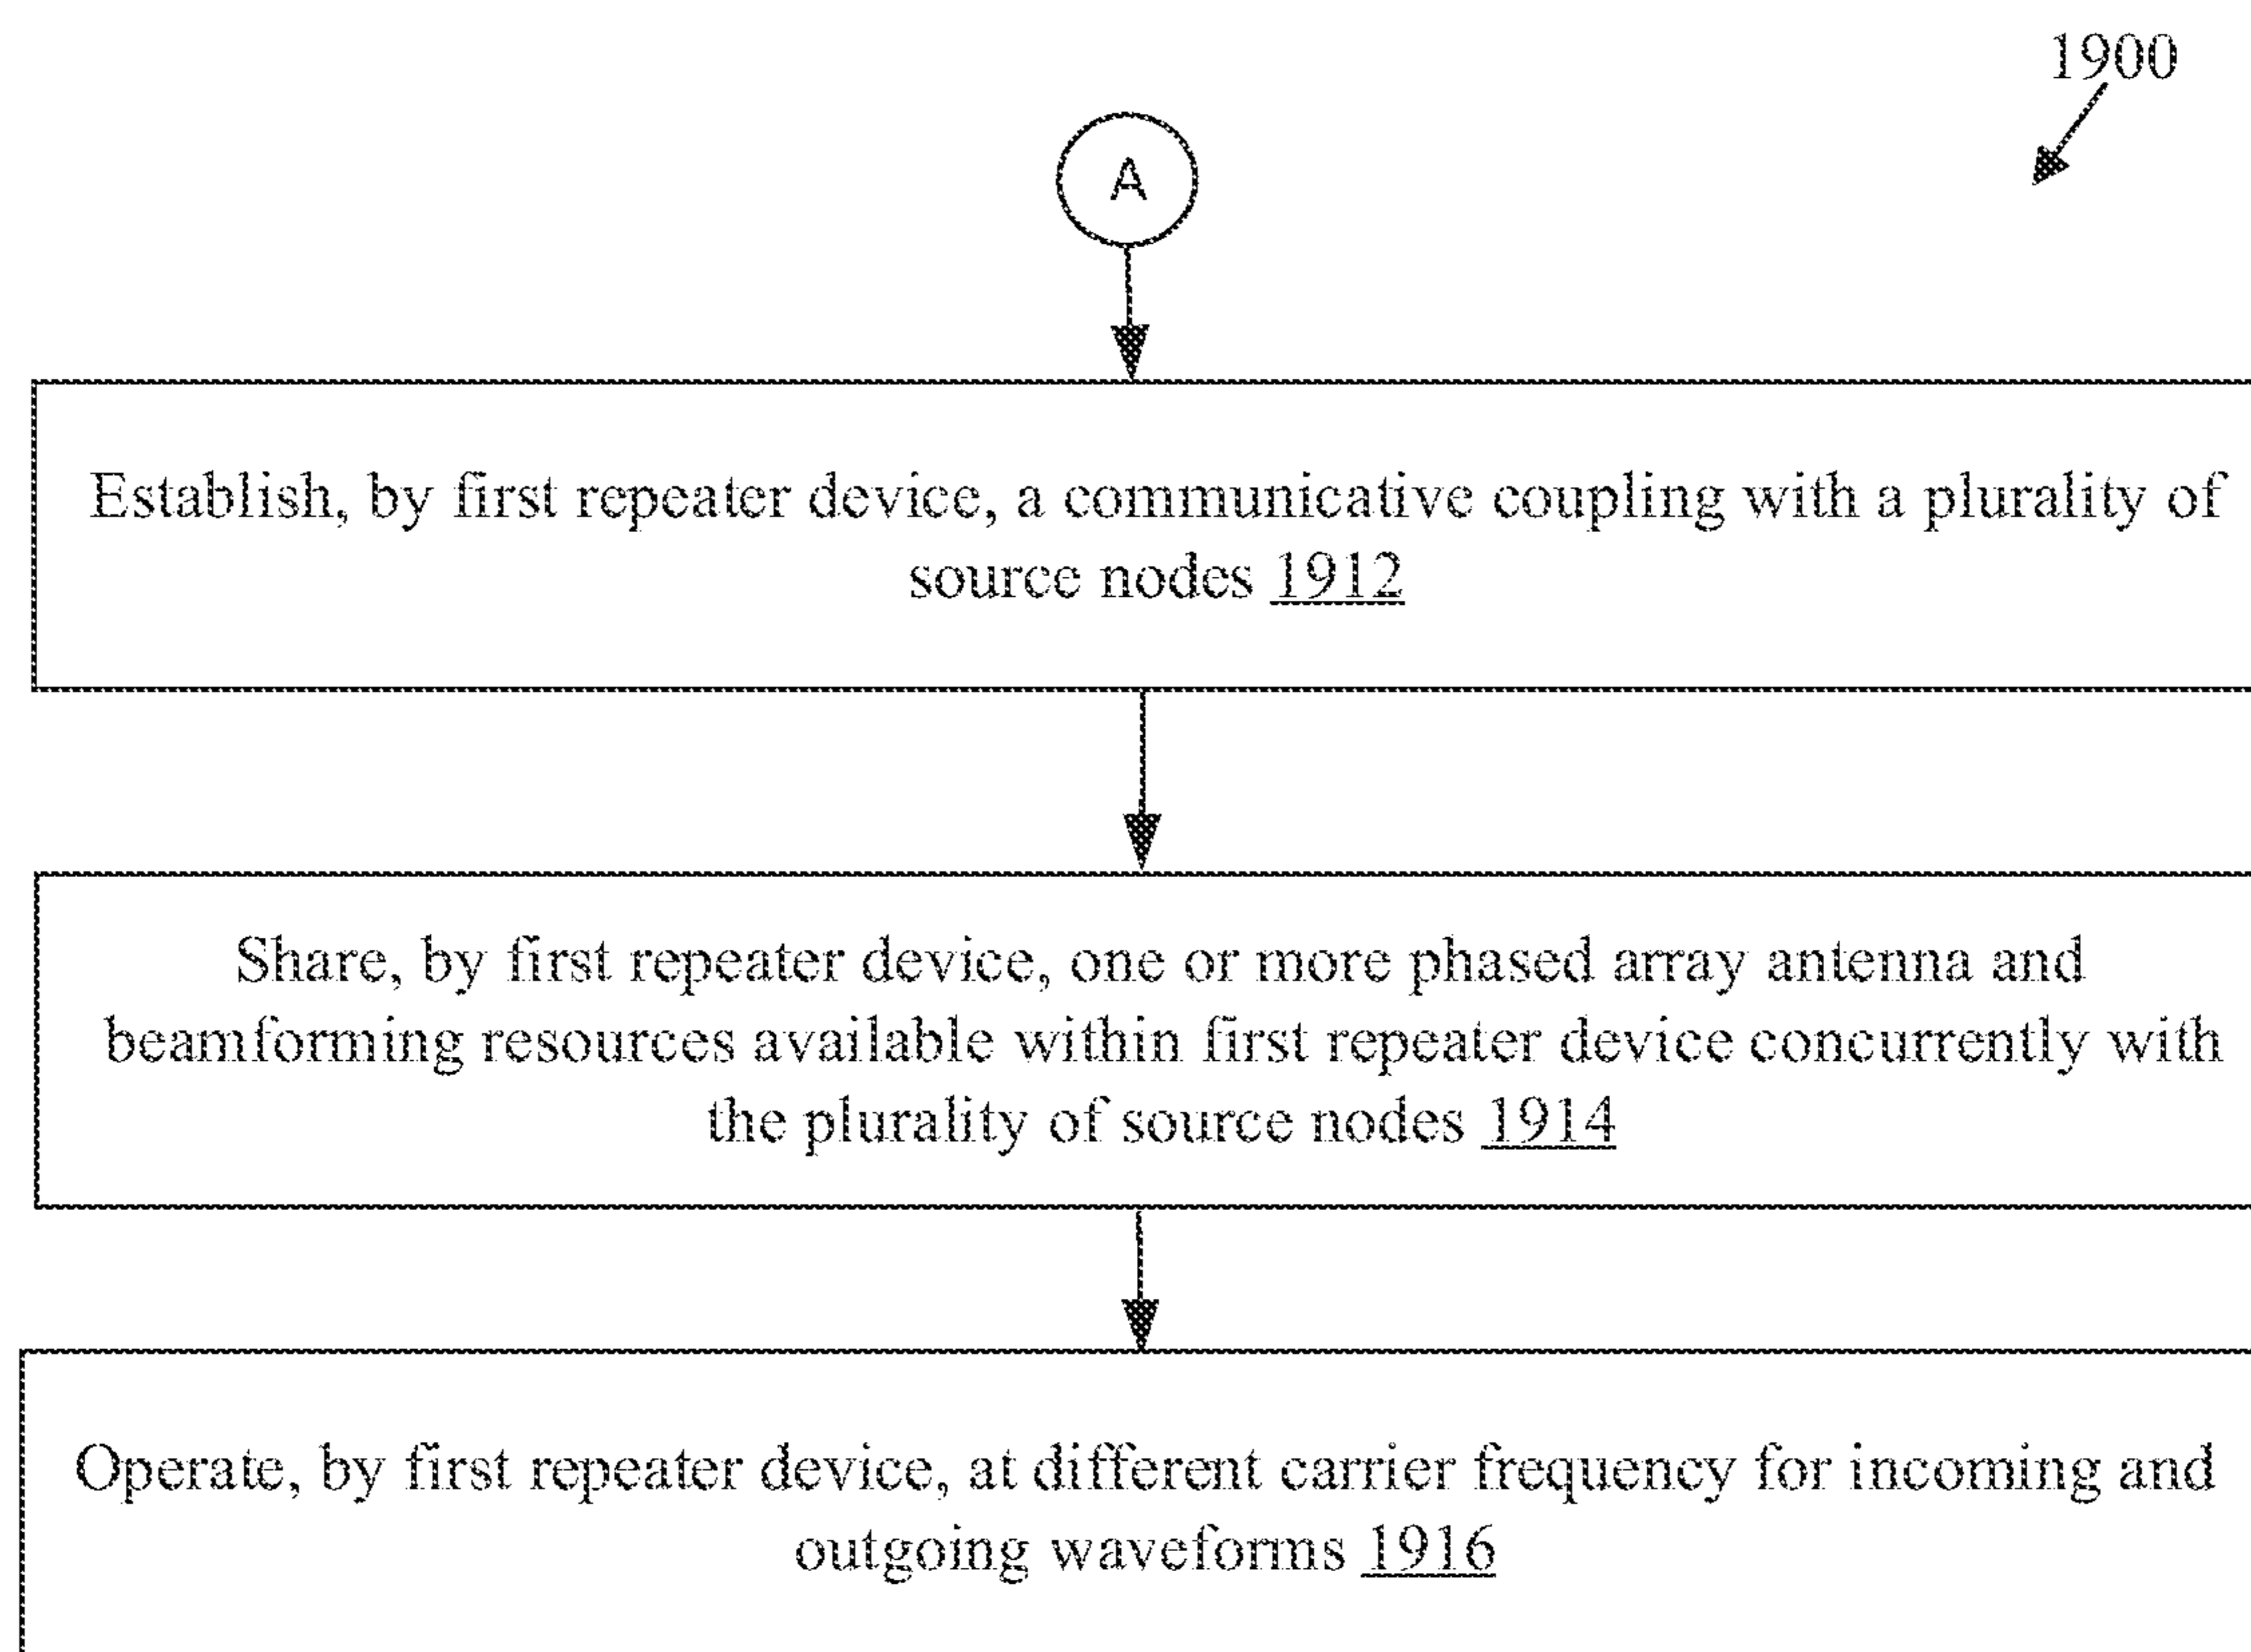 1900
A
Establish, by first repeater device, a communicative coupling with a plurality of
source nodes 1912
Share, by first repeater device, one or more phased array antenna and
beamforming resources available within first repeater device concurrently with
the plurality of source nodes 1914
Operate, by first repeater device, at different carrier frequency for incoming and
outgoing waveforms 1916